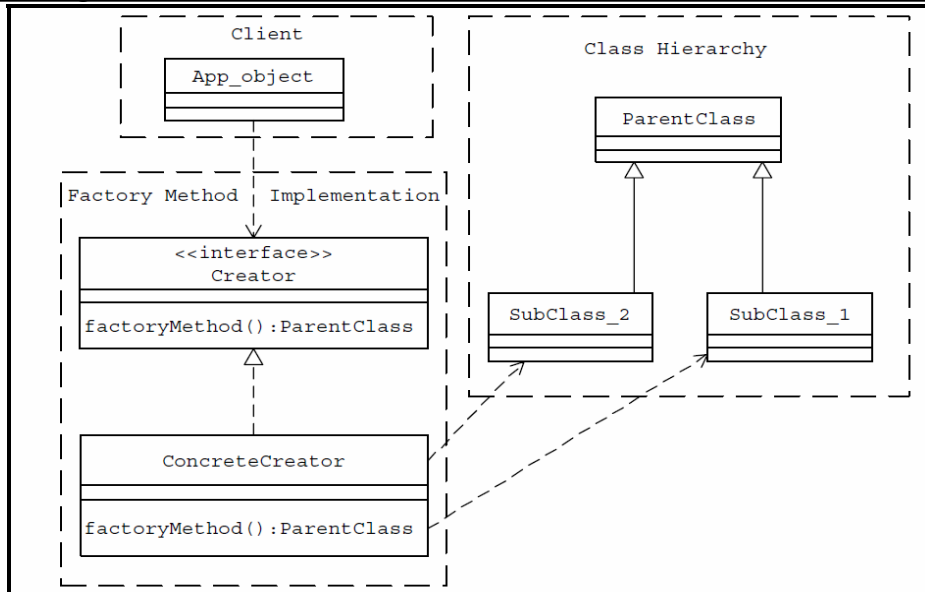 Client
App_object
Factory Method Implementation
<<interface>>
Creator
factoryMethod():ParentClass
ConcreteCreator
factoryMethod():ParentClass
Class Hierarchy
ParentClass
SubClass_2
SubClass_1